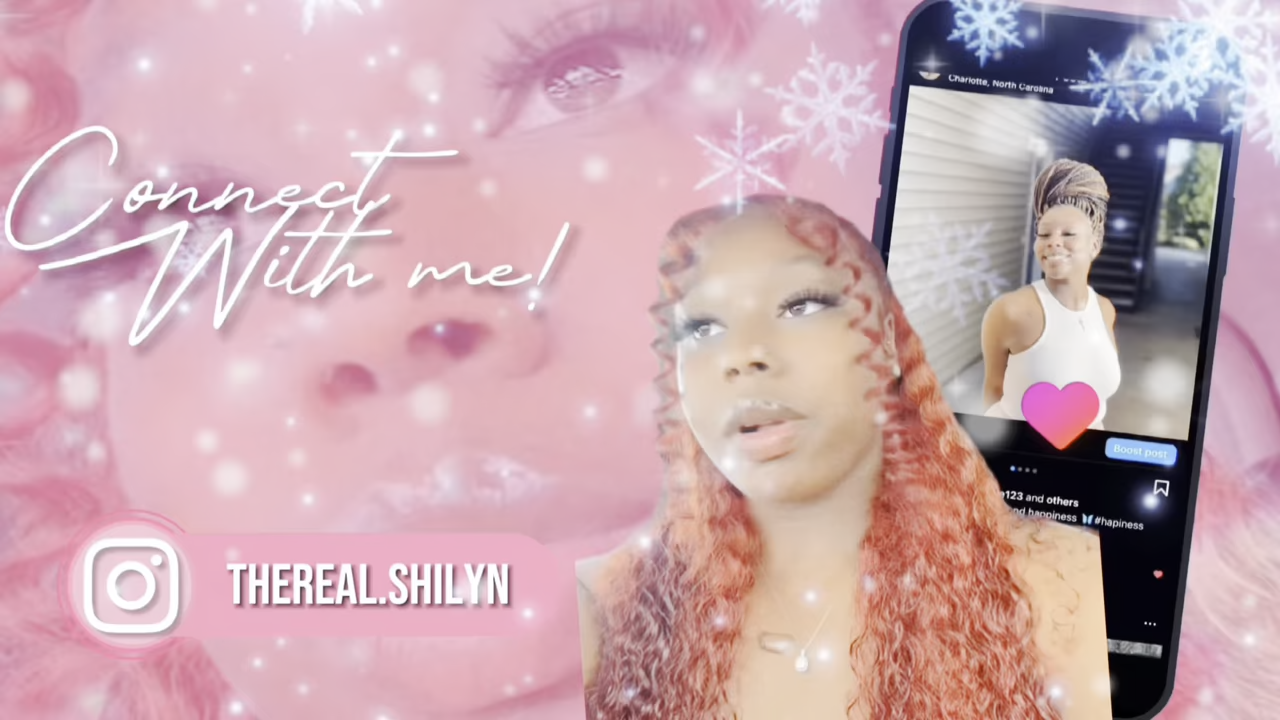 Connect
With me!
THEREAL.SHILYN
Charlotte, North Carolina
Boost post
123 and others
happiness #hapiness